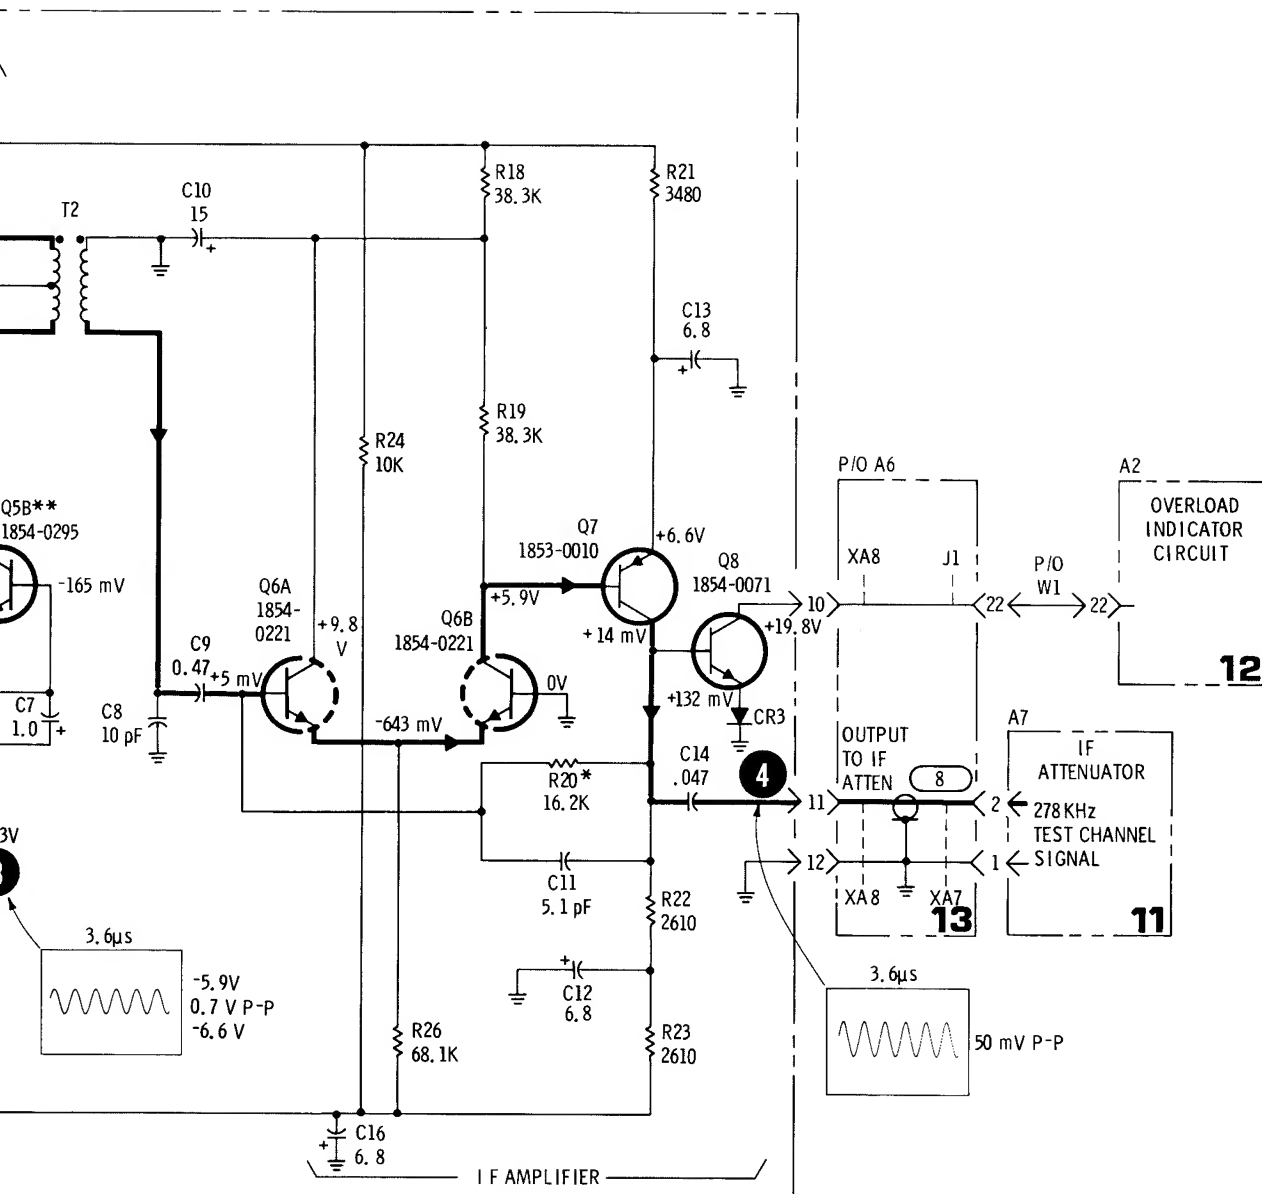 R18
38.3K
R21
3480
C10
15
+
T2
C13
6.8
+
R19
38.3K
R24
10K
P/O A6
A2
OVERLOAD
INDICATOR
CIRCUIT
Q5B**
1854-0295
-165 mV
Q7
1853-0010
+6.6V
Q8
1854-0071
XA8
J1
P/O
W1
10
22
22
+19.8V
Q6A
1854-
0221
+9.8
V
Q6B
1854-0221
+5.9V
+14 mV
12
C9
0.47
+5 mV
0V
+132 mV
CR3
C7
1.0
+
C8
10 pF
-643 mV
A7
OUTPUT
TO IF
ATTEN
8
IF
ATTENUATOR
C14
.047
4
11
2
278KHz
TEST CHANNEL
SIGNAL
R20*
16.2K
12
1
3V
C11
5.1pF
R22
2610
XA8
XA7
13
11
3.6µs
-5.9V
0.7 V P-P
-6.6 V
+
C12
6.8
3.6µs
50 mV P-P
R26
68.1K
R23
2610
C16
6.8
+
IF AMPLIFIER